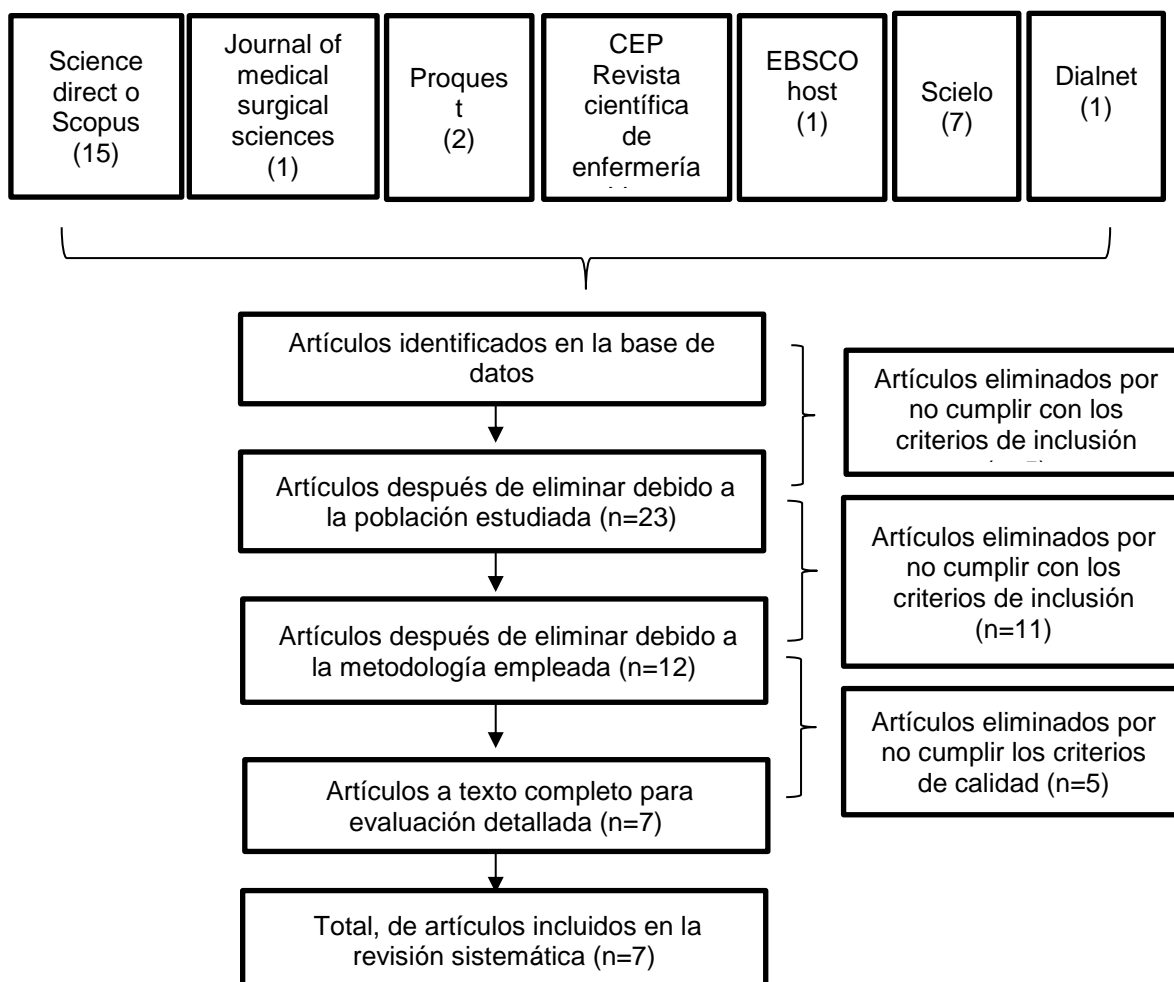 Science
direct o
Scopus
(15)
Journal of
medical
surgical
sciences
(1)
Proques
t
(2)
CEP
Revista
científica
de
enfermería
EBSCO
host
(1)
Scielo
(7)
Dialnet
(1)
Artículos identificados en la base de
datos
Artículos eliminados por
no cumplir con los
criterios de inclusión
Artículos después de eliminar debido a
la población estudiada (n=23)
Artículos eliminados por
no cumplir con los
criterios de inclusión
(n=11)
Artículos después de eliminar debido a
la metodología empleada (n=12)
Artículos eliminados por
no cumplir los criterios
de calidad (n=5)
Artículos a texto completo para
evaluación detallada (n=7)
Total, de artículos incluidos en la
revisión sistemática (n=7)